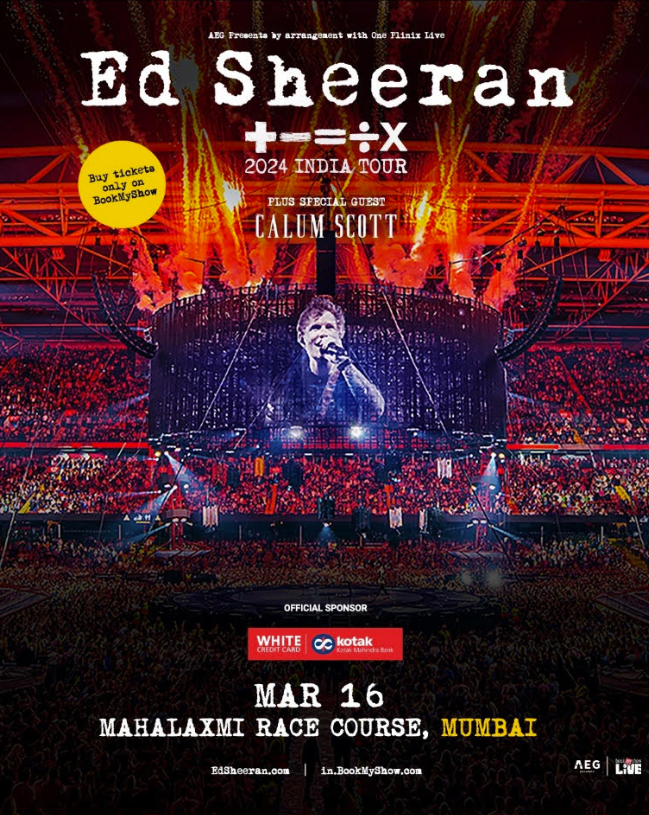 AEG Presents by arrangement with One Flinix Live
Ed Sheeran
+-=÷x
2024 INDIA TOUR
Buy tickets
only on
BookMyShow
PLUS SPECIAL GUEST
CALUM SCOTT
OFFICIAL SPONSOR
WHITE
CREDIT CARD
kotak
Kotak Mahindra Bank
MAR 16
MAHALAXMI RACE COURSE, MUMBAI
EdSheeran.com | in.BookMyShow.com
AEG
LIVE